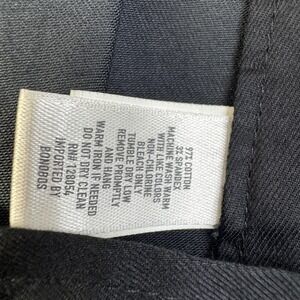 97% COTTON
3% SPANDEX
MACHINE WASH WARM
WITH LIKE COLORS
NON-CHLORINE
BLEACH ONLY
TUMBLE DRY LOW
REMOVE PROMPTLY
AND HANG
WARM IRON IF NEEDED
DO NOT DRY CLEAN
RN# 128054
IMPORTED BY
BONOBOS